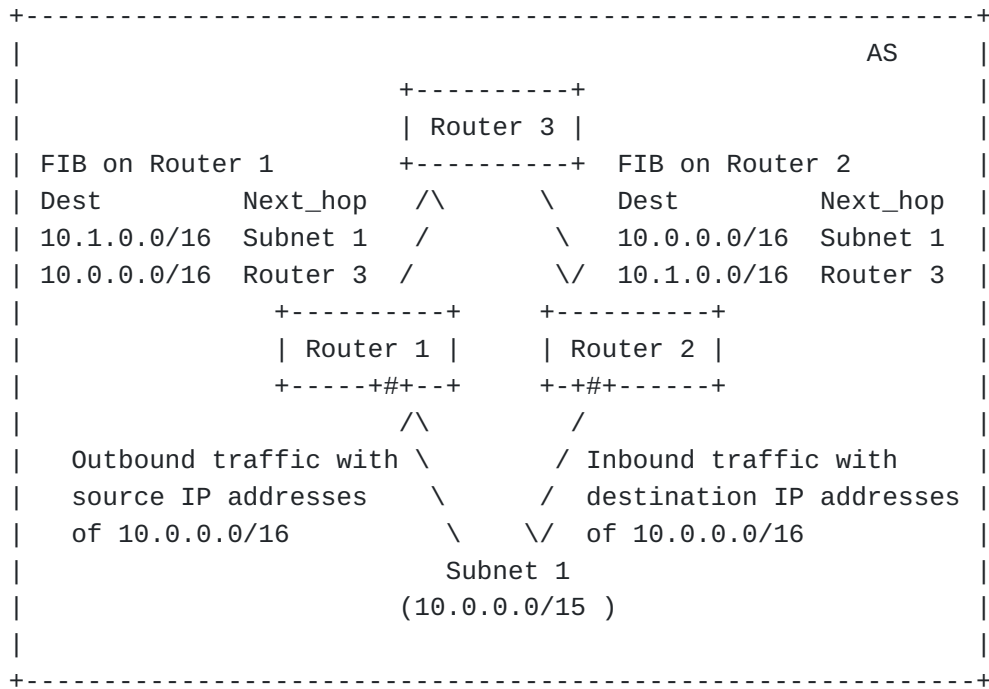 +-------------------------------------------------------------+
|                                                      AS     |
|                        +----------+                         |
|                        | Router 3 |                         |
| FIB on Router 1        +----------+  FIB on Router 2        |
| Dest         Next_hop   /\      \    Dest         Next_hop  |
| 10.1.0.0/16  Subnet 1   /        \   10.0.0.0/16  Subnet 1  |
| 10.0.0.0/16  Router 3  /         \/  10.1.0.0/16  Router 3  |
|                +----------+     +----------+                |
|                | Router 1 |     | Router 2 |                |
|                +-----+#+--+     +-+#+------+                |
|                        /\         /                         |
|   Outbound traffic with \        / Inbound traffic with     |
|   source IP addresses    \      /  destination IP addresses |
|   of 10.0.0.0/16          \    \/  of 10.0.0.0/16           |
|                           Subnet 1                          |
|                        (10.0.0.0/15 )                       |
|                                                             |
+-------------------------------------------------------------+